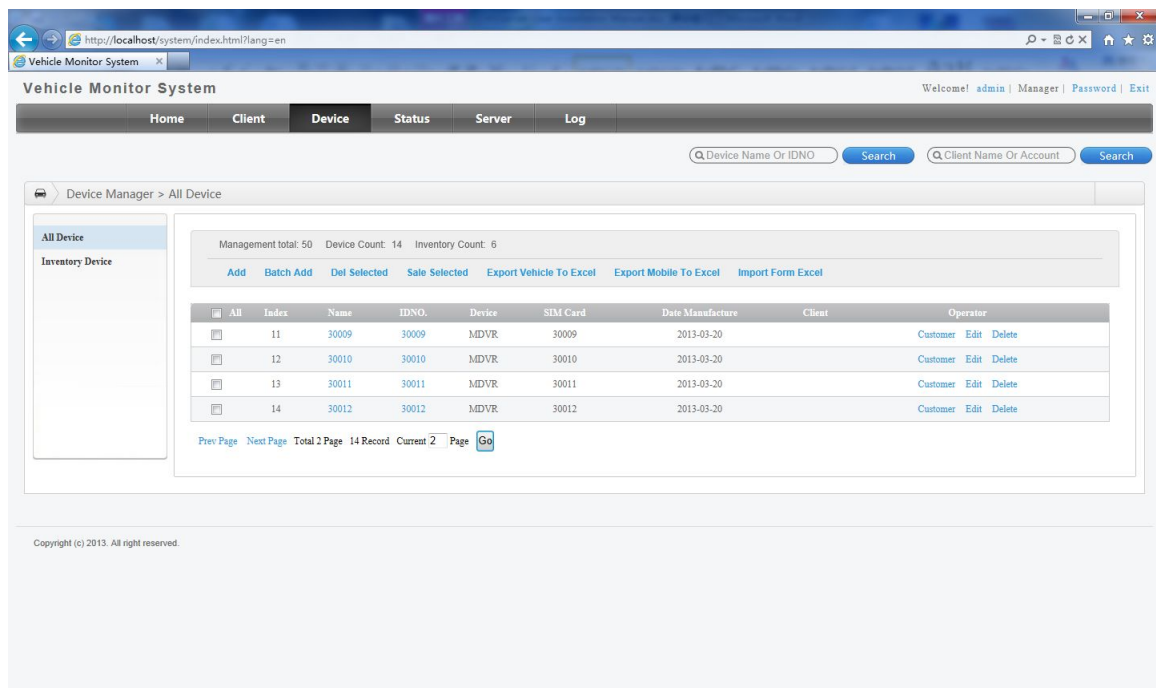 http://localhost/system/index.html?lang=en
Vehicle Monitor System
Vehicle Monitor System
Welcome! admin | Manager | Password | Exit
Home Client Device Status Server Log
Device Name Or IDNO Search Client Name Or Account Search
Device Manager > All Device
All Device
Inventory Device
Management total: 50 Device Count: 14 Inventory Count: 6
Add Batch Add Del Selected Sale Selected Export Vehicle To Excel Export Mobile To Excel Import Form Excel
All Index Name IDNO. Device SIM Card Date Manufacture Client Operator
11 30009 30009 MDVR 30009 2013-03-20 Customer Edit Delete
12 30010 30010 MDVR 30010 2013-03-20 Customer Edit Delete
13 30011 30011 MDVR 30011 2013-03-20 Customer Edit Delete
14 30012 30012 MDVR 30012 2013-03-20 Customer Edit Delete
Prev Page Next Page Total 2 Page 14 Record Current 2 Page Go
Copyright (c) 2013. All right reserved.